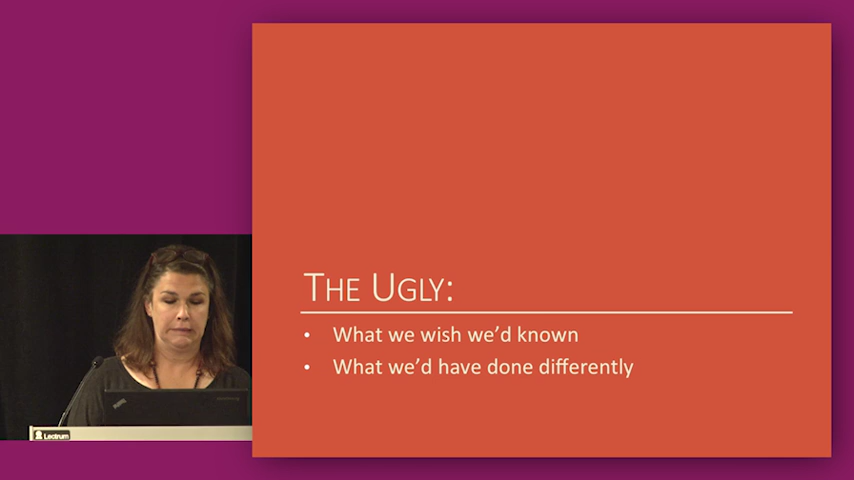 THE UGLY:
• What we wish we'd known
• What we'd have done differently
Lectrum